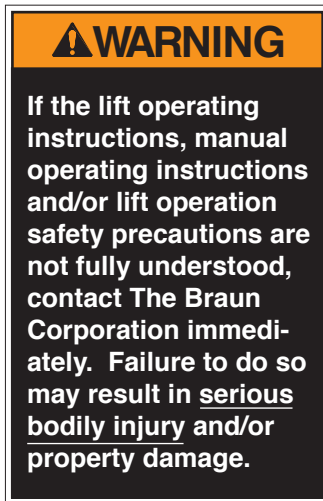 WARNING
If the lift operating
instructions, manual
operating instructions
and/or lift operation
safety precautions are
not fully understood,
contact The Braun
Corporation immedi-
ately.  Failure to do so
may result in serious
bodily injury and/or
property damage.